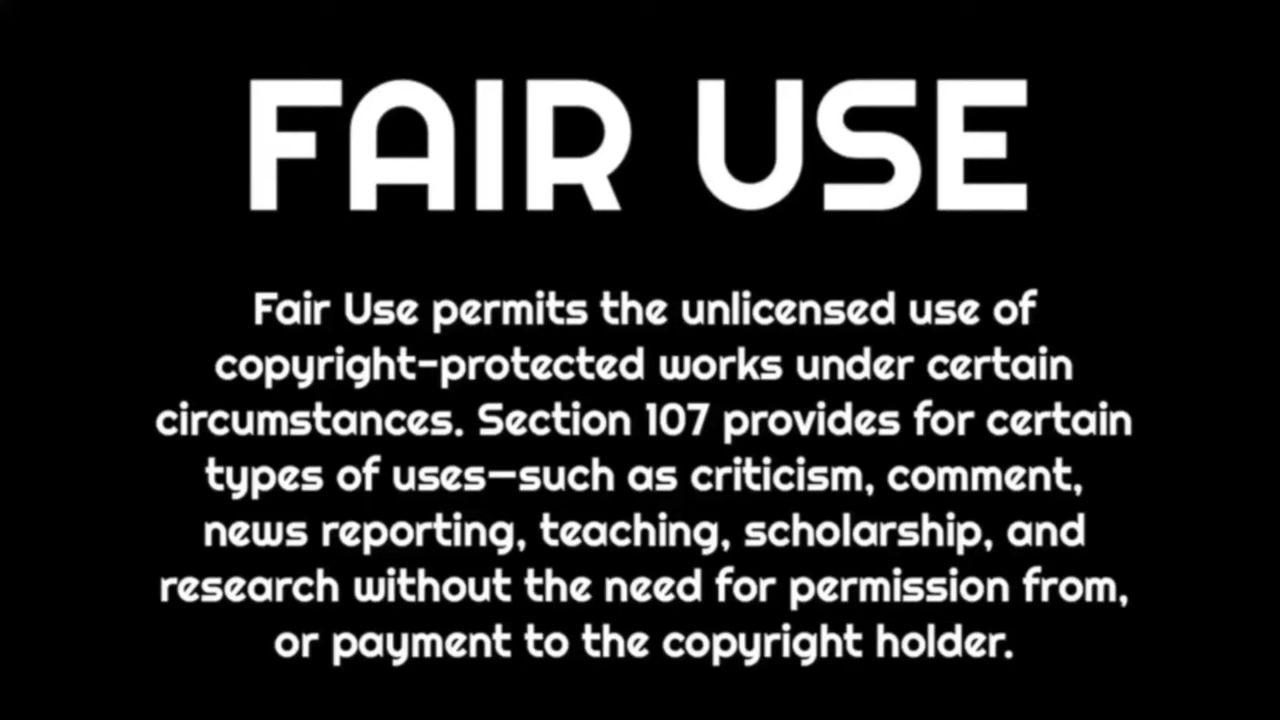 FAIR USE
Fair Use permits the unlicensed use of
copyright-protected works under certain
circumstances. Section 107 provides for certain
types of uses—such as criticism, comment,
news reporting, teaching, scholarship, and
research without the need for permission from,
or payment to the copyright holder.